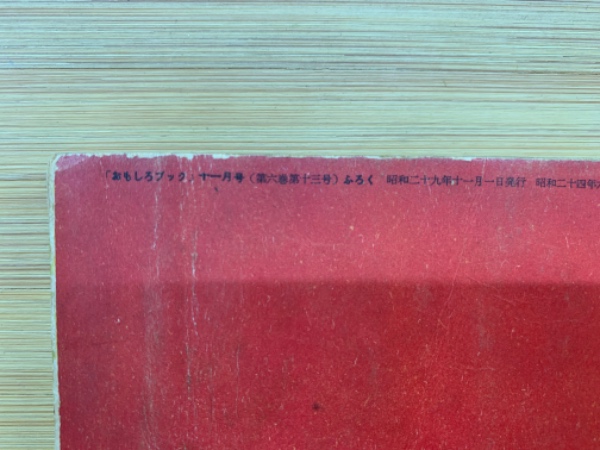 「おもしろブック」十一月号（第六巻第十三号）ふろく 昭和二十九年十一月一日発行 昭和二十四年